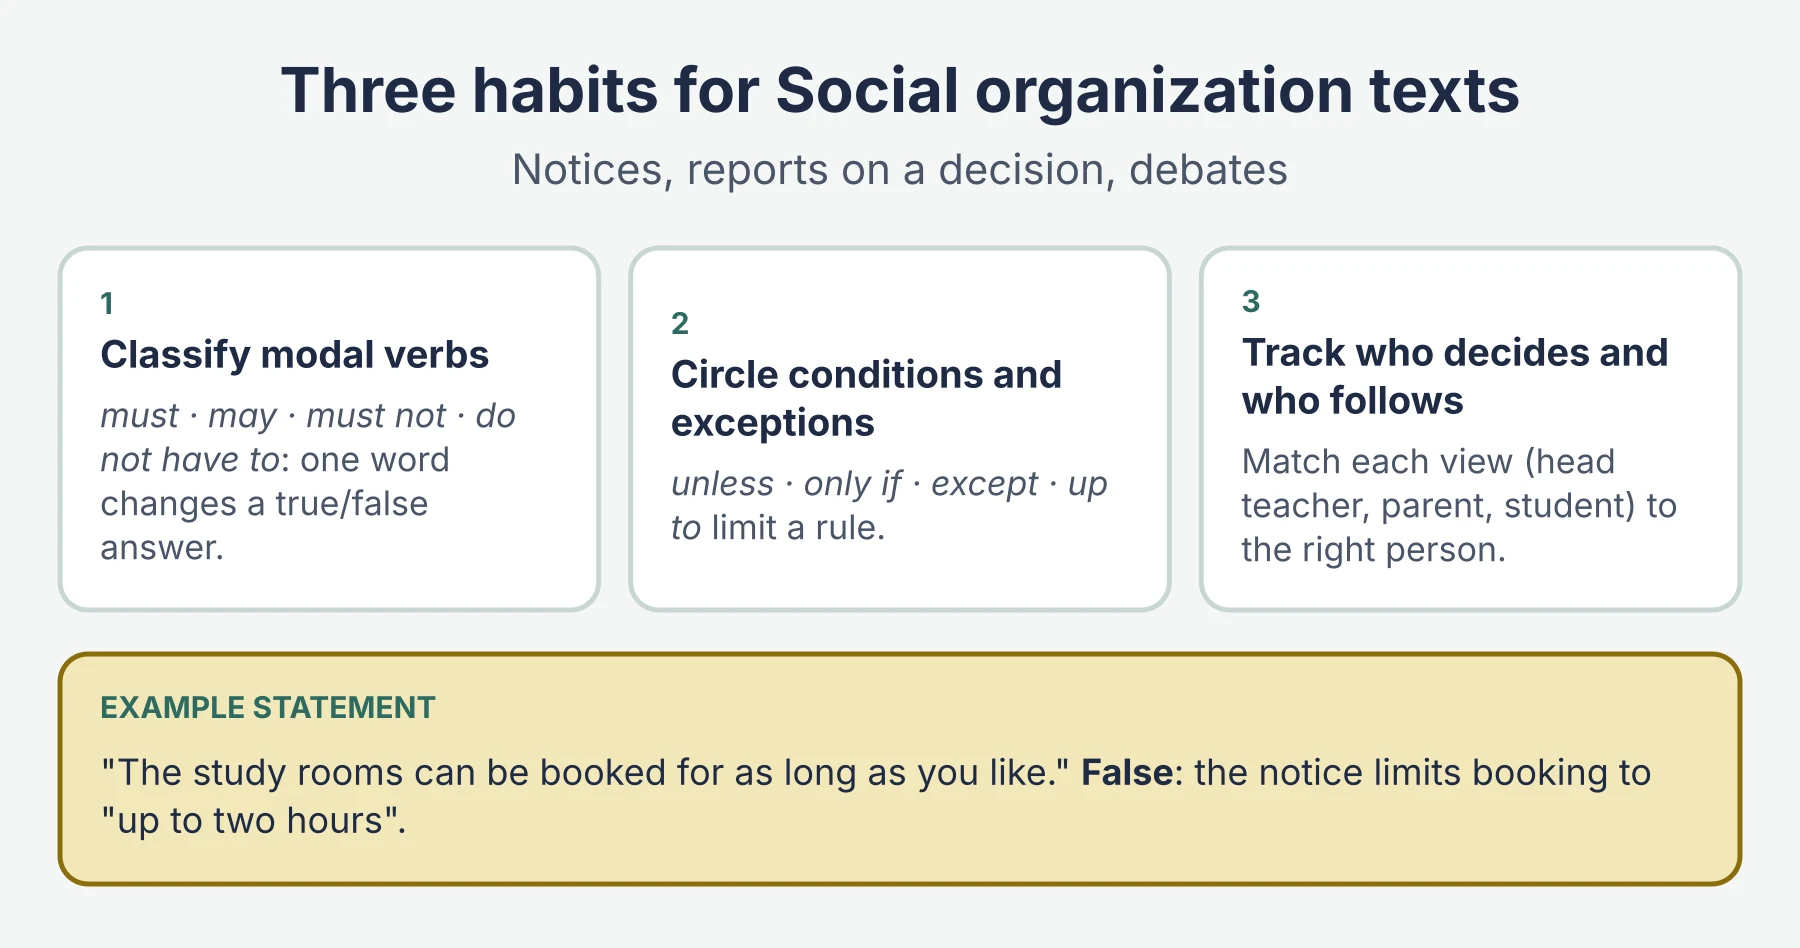 Three habits for Social organization texts
Notices, reports on a decision, debates
1
Classify modal verbs
must · may · must not · do
not have to: one word
changes a true/false
answer.
2
Circle conditions and
exceptions
unless · only if · except · up
to limit a rule.
3
Track who decides and
who follows
Match each view (head
teacher, parent, student) to
the right person.
EXAMPLE STATEMENT
"The study rooms can be booked for as long as you like." False: the notice limits booking to
"up to two hours".